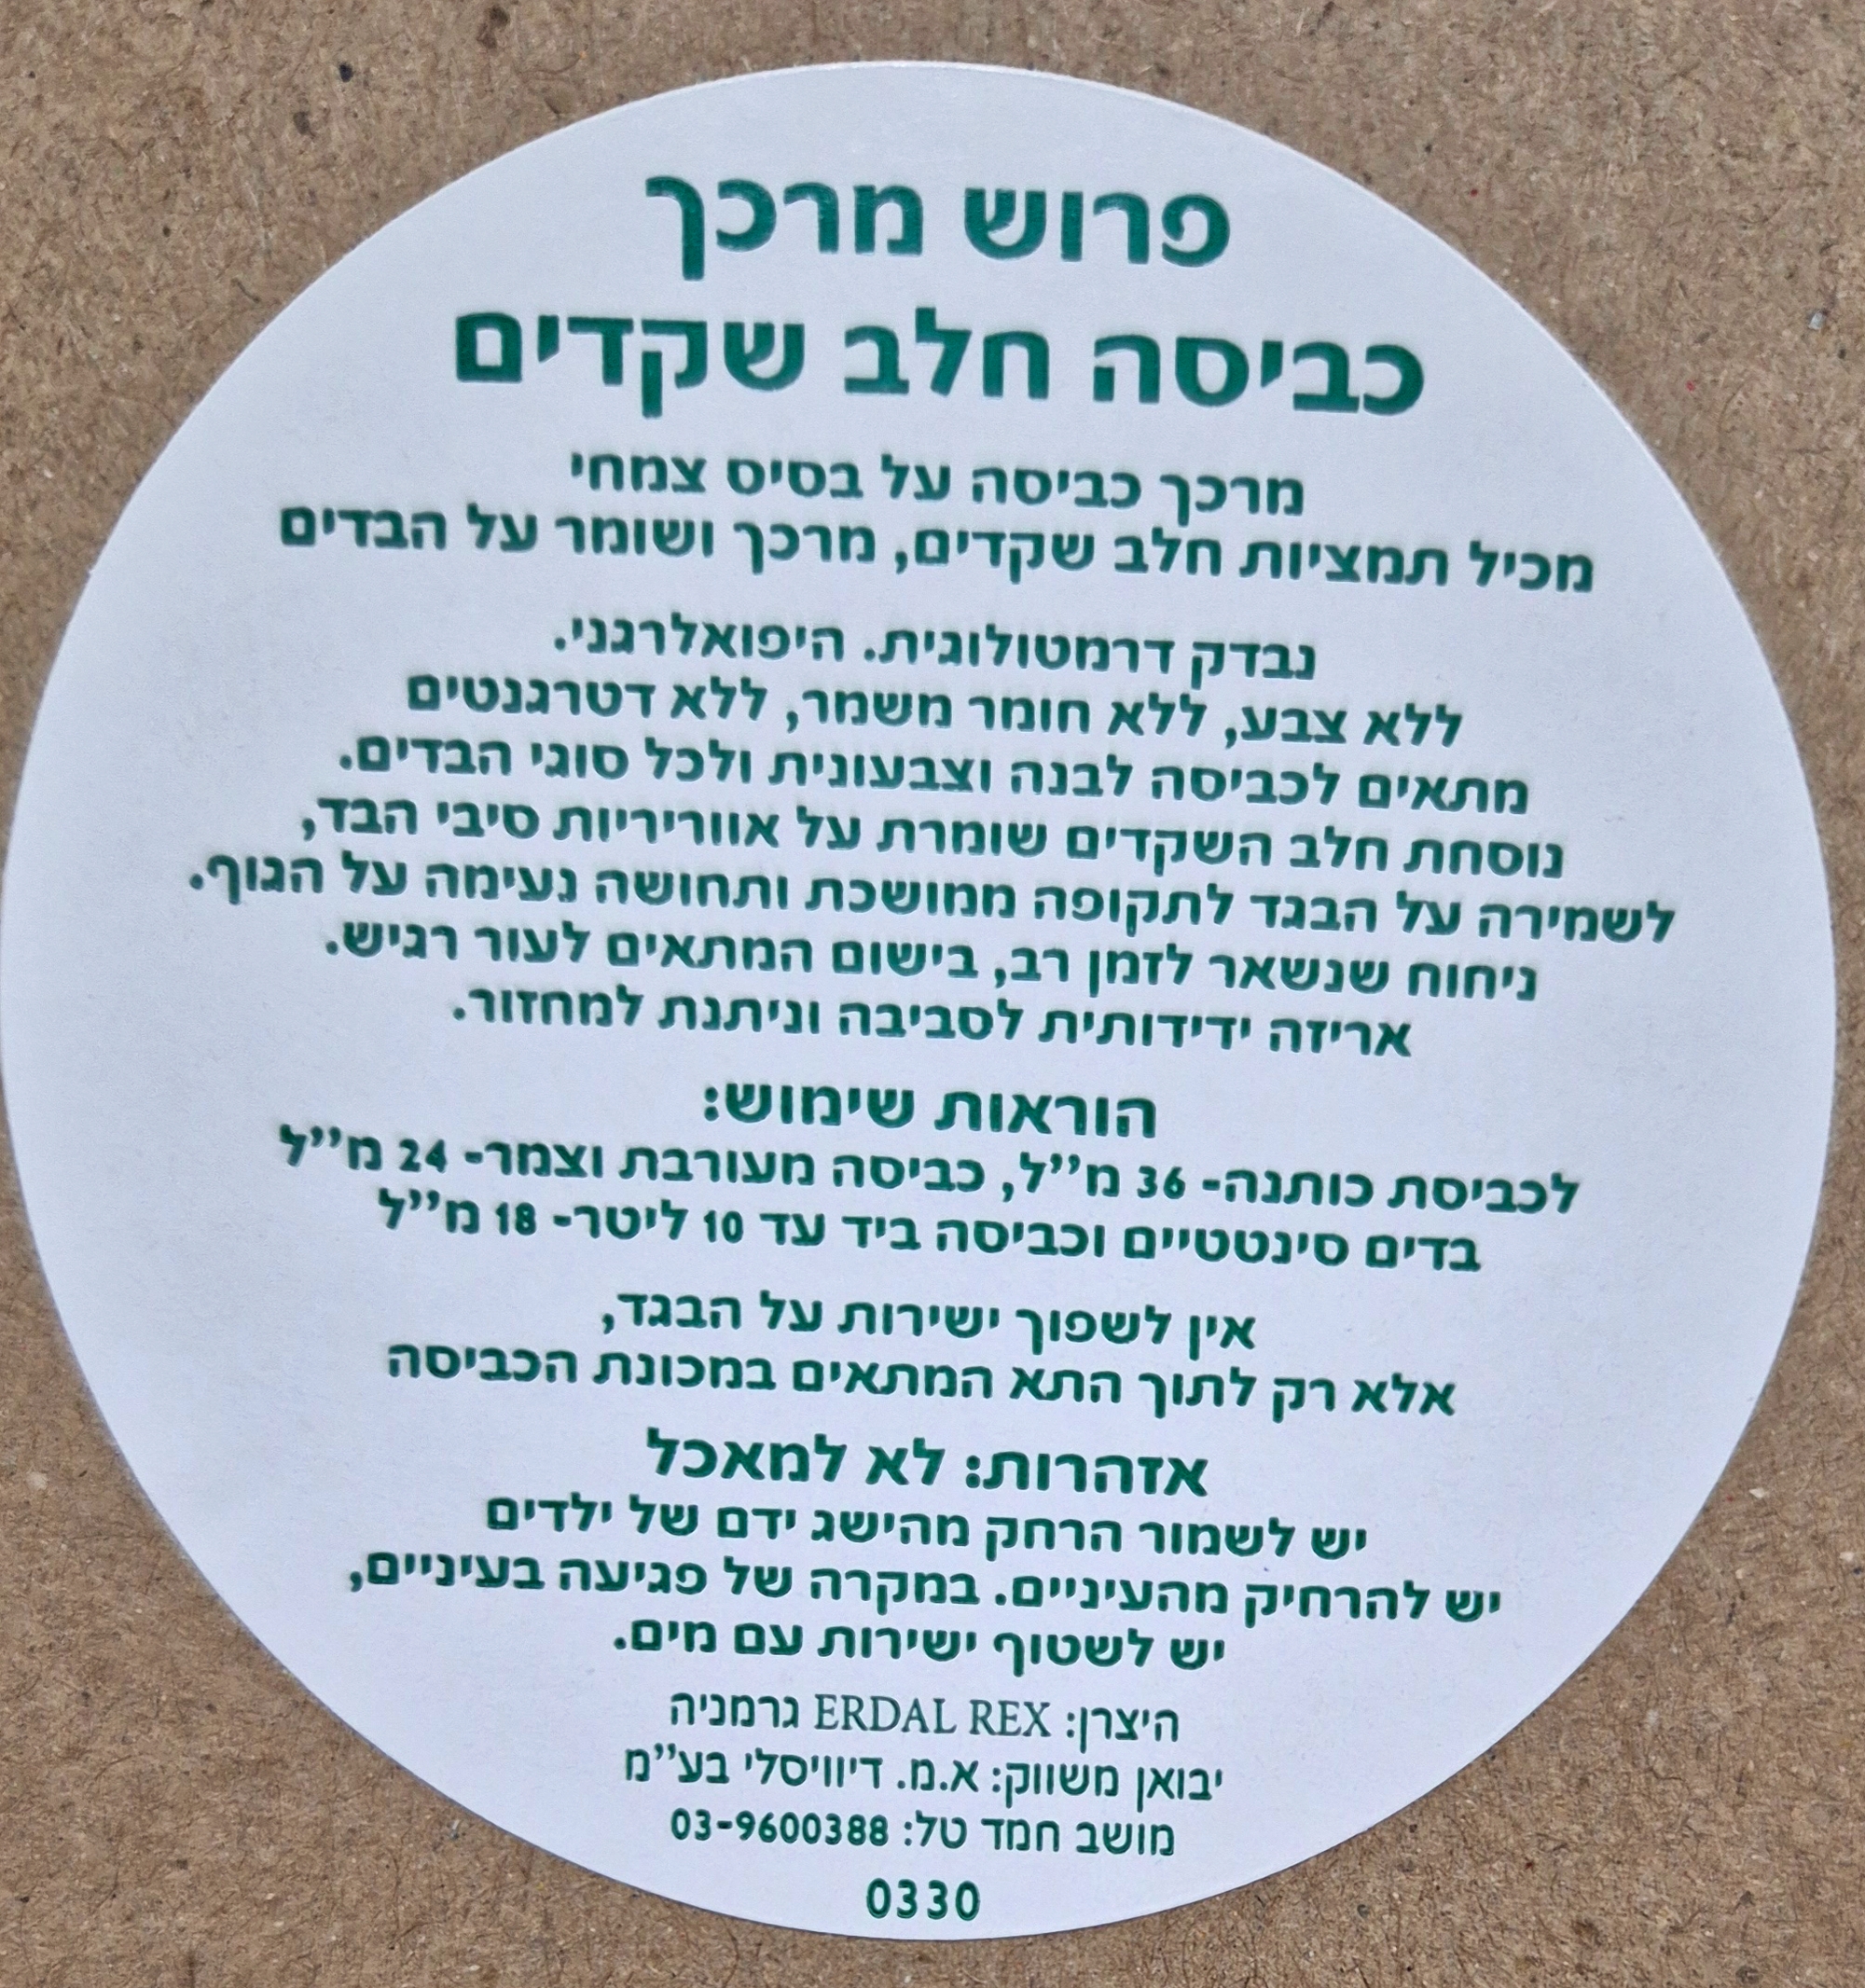 פרוש מרכך
כביסה חלב שקדים
מרכך כביסה על בסיס צמחי
מכיל תמציות חלב שקדים, מרכך ושומר על הבדים
נבדק דרמטולוגית. היפואלרגני.
ללא צבע, ללא חומר משמר, ללא דטרגנטים
מתאים לכביסה לבנה וצבעונית ולכל סוגי הבדים.
נוסחת חלב השקדים שומרת על אווריריות סיבי הבד,
לשמירה על הבגד לתקופה ממושכת ותחושה נעימה על הגוף.
ניחוח שנשאר לזמן רב, בישום המתאים לעור רגיש.
אריזה ידידותית לסביבה וניתנת למחזור.
הוראות שימוש:
לכביסת כותנה- 36 מ''ל, כביסה מעורבת וצמר- 24 מ''ל
בדים סינטטיים וכביסה ביד עד 10 ליטר- 18 מ''ל
אין לשפוך ישירות על הבגד,
אלא רק לתוך התא המתאים במכונת הכביסה
אזהרות: לא למאכל
יש לשמור הרחק מהישג ידם של ילדים
יש להרחיק מהעיניים. במקרה של פגיעה בעיניים,
יש לשטוף ישירות עם מים.
היצרן: ERDAL REX גרמניה
יבואן משווק: א.מ. דיוויסלי בע''מ
מושב חמד טל: 03-9600388
0330